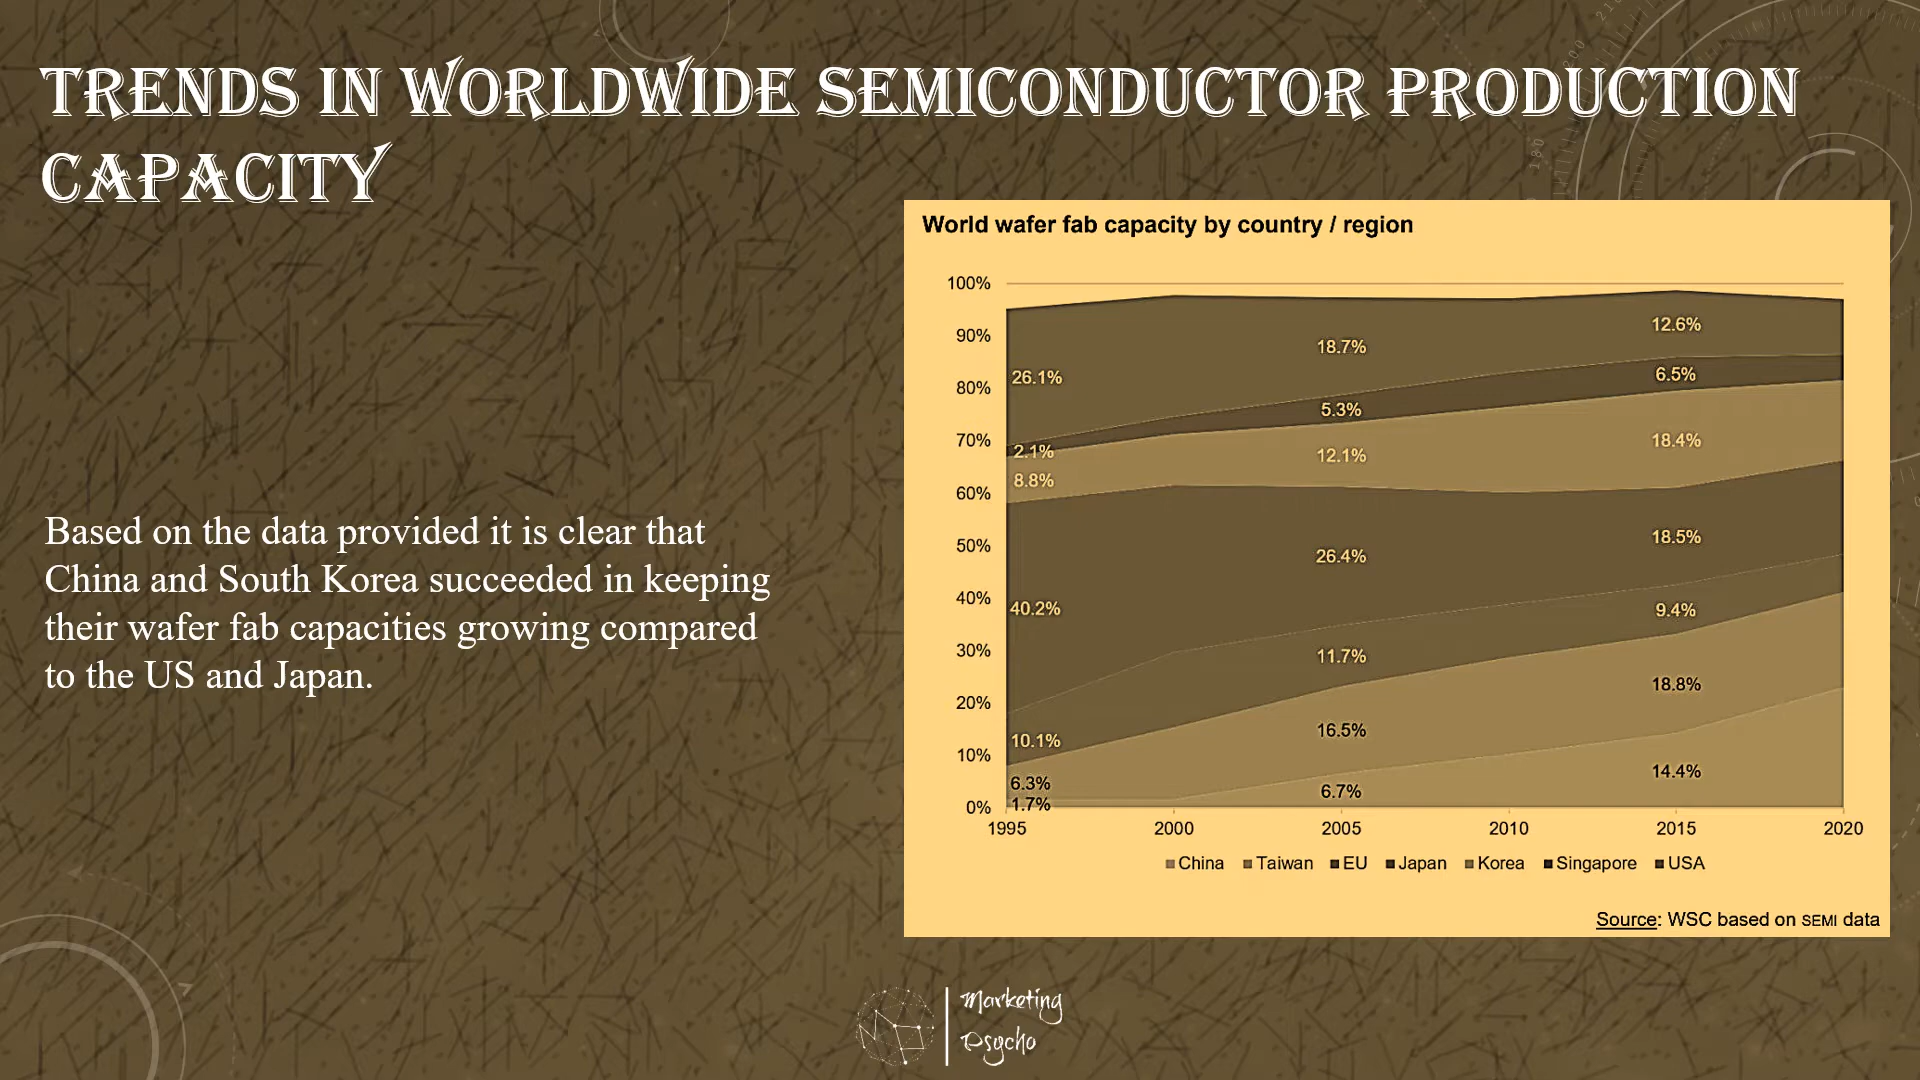 TRENDS IN WORLDWIDE SEMICONDUCTOR PRODUCTION
CAPACITY
Based on the data provided it is clear that
China and South Korea succeeded in keeping
their wafer fab capacities growing compared
to the US and Japan.
World wafer fab capacity by country / region
100%
90%
80%
70%
60%
50%
40%
30%
20%
10%
0%
26.1%
2.1%
8.8%
40.2%
10.1%
6.3%
1.7%
18.7%
5.3%
12.1%
26.4%
11.7%
16.5%
6.7%
12.6%
6.5%
18.4%
18.5%
9.4%
18.8%
14.4%
1995 2000 2005 2010 2015 2020
China Taiwan EU Japan Korea Singapore USA
Source: WSC based on SEMI data
Marketing
Psycho
180